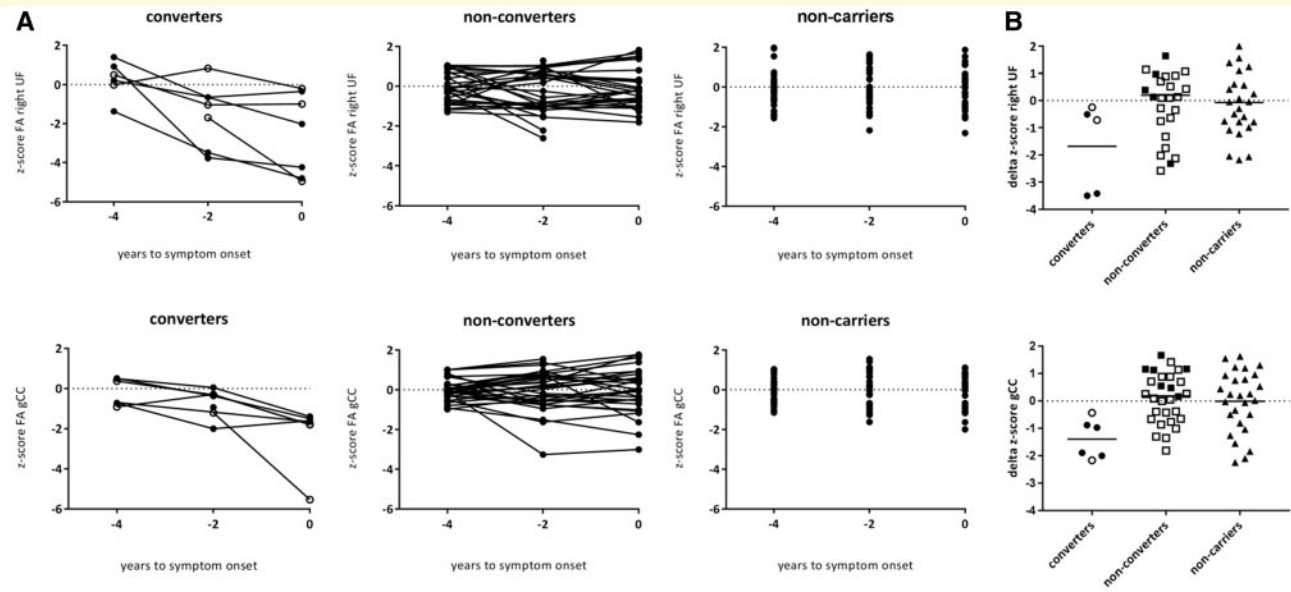 A
B
converters
non-converters
non-carriers
z-score FA right UF
2
0
-2
-4
-6
-4
-2
0
years to symptom onset
z-score FA right UF
2
0
-2
-4
-6
-4
-2
0
years to symptom onset
z-score FA right UF
2
0
-2
-4
-6
-4
-2
0
years to symptom onset
delta z-score right UF
2
1
0
-1
-2
-3
-4
converters
non-converters
non-carriers
converters
non-converters
non-carriers
z-score FA gCC
2
0
-2
-4
-6
-4
-2
0
years to symptom onset
z-score FA gCC
2
0
-2
-4
-6
-4
-2
0
years to symptom onset
z-score FA gCC
2
0
-2
-4
-6
-4
-2
0
years to symptom onset
delta z-score gCC
2
1
0
-1
-2
-3
-4
converters
non-converters
non-carriers